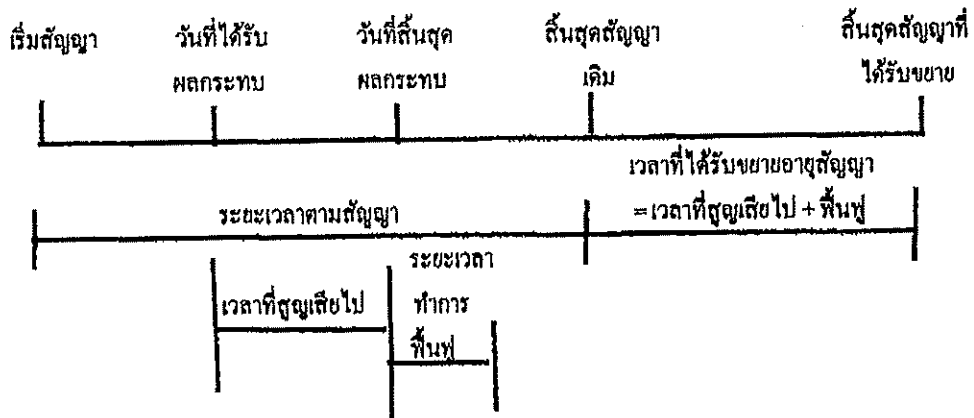 เริ่มสัญญา
วันที่ได้รับ
ผลกระทบ
วันที่สิ้นสุด
ผลกระทบ
สิ้นสุดสัญญา
เดิม
สิ้นสุดสัญญาที่
ได้รับขยาย
เวลาที่ได้รับขยายอายุสัญญา
=เวลาที่สูญเสียไป + ฟื้นฟู
ระยะเวลาตามสัญญา
เวลาที่สูญเสียไป
ระยะเวลา
ทำการ
ฟื้นฟู